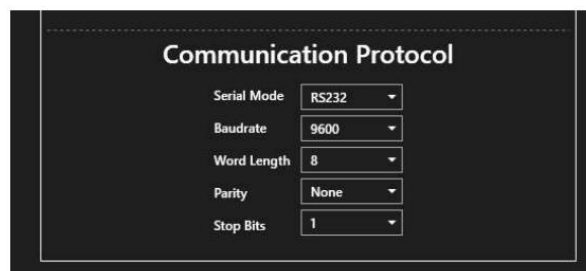 Communication Protocol
Serial Mode RS232
Baudrate 9600
Word Length 8
Parity None
Stop Bits 1